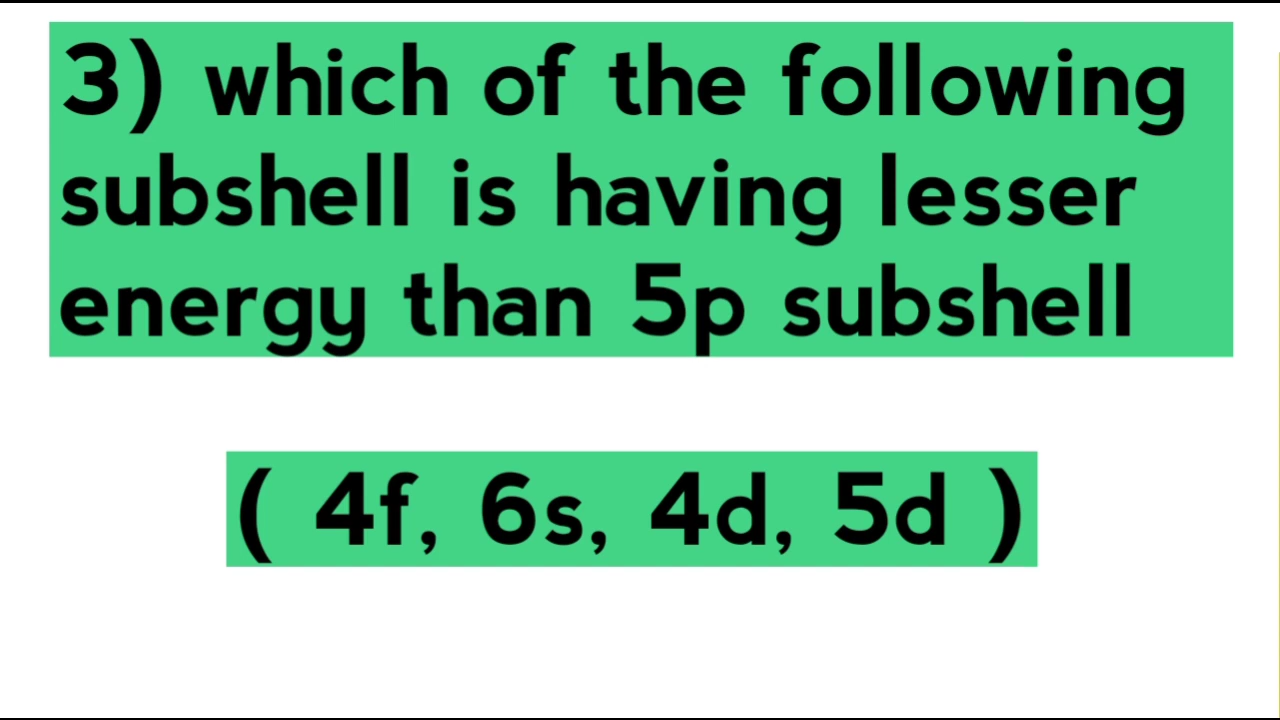 3) which of the following
subshell is having lesser
energy than 5p subshell
( 4f, 6s, 4d, 5d )